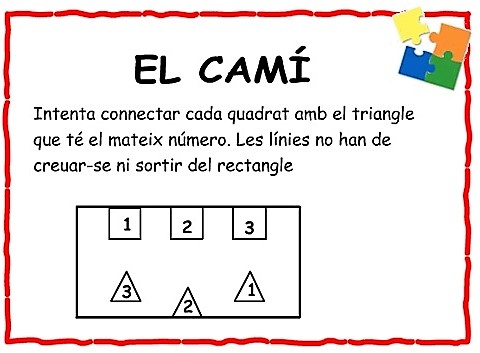 EL CAMÍ
Intenta connectar cada quadrat amb el triangle
que té el mateix número. Les línies no han de
creuar-se ni sortir del rectangle
1 2 3
3 2 1